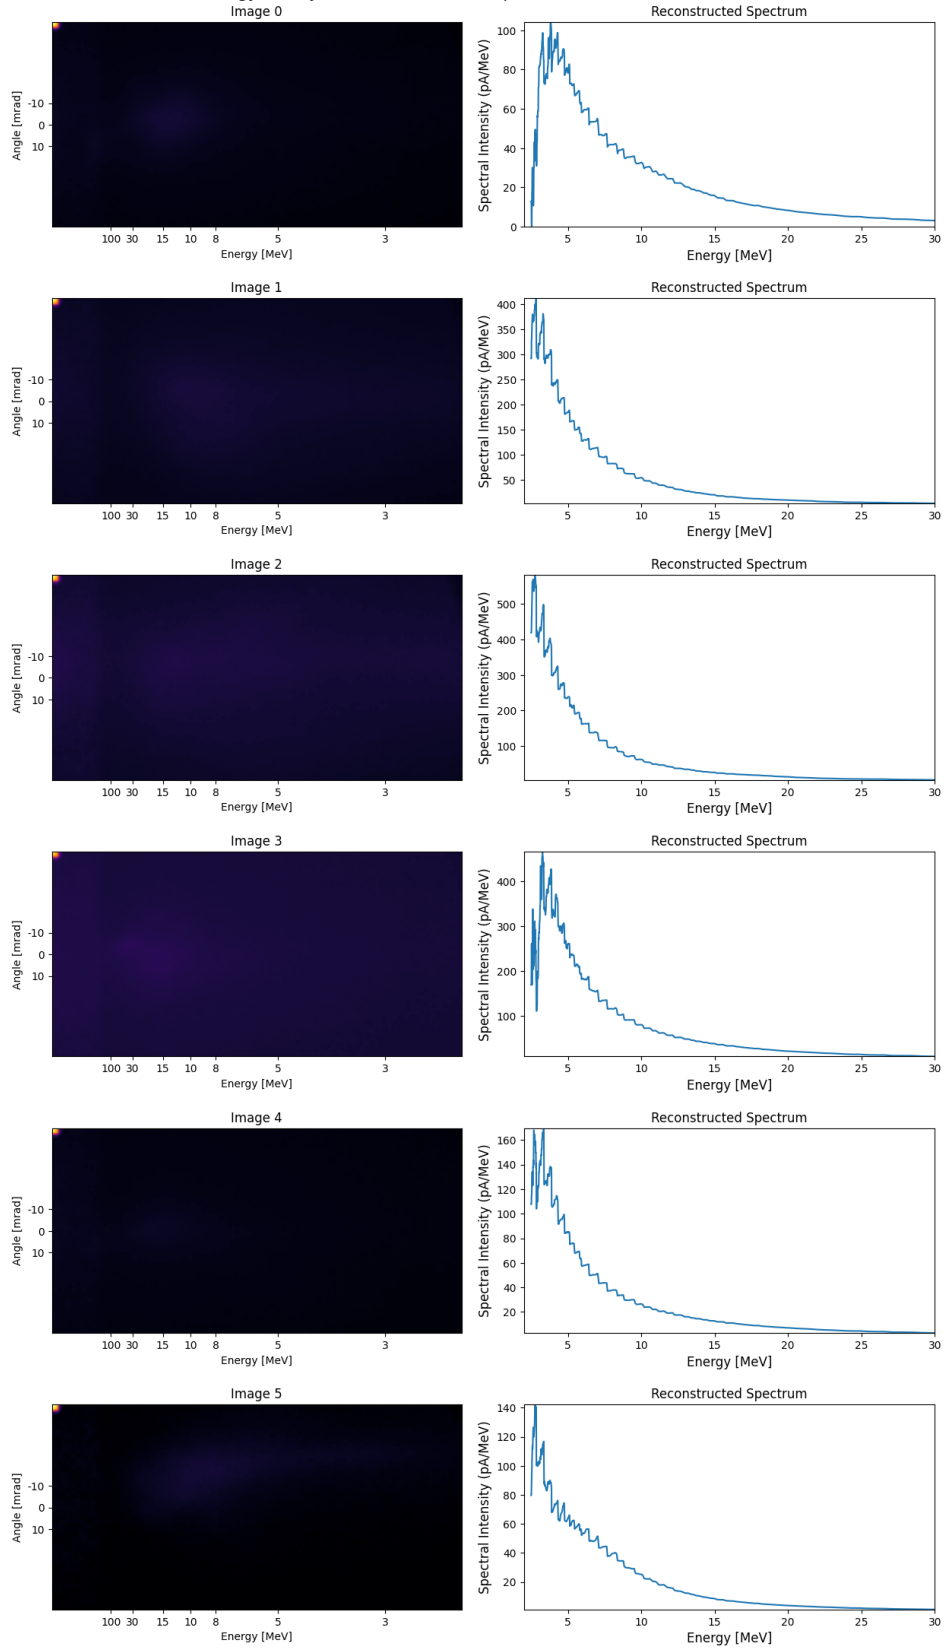 Image 0
Reconstructed Spectrum
Angle [mrad]
-10
0
10
100 30 15 10 8 5 3
Energy [MeV]
Spectral Intensity (pA/MeV)
100
80
60
40
20
0
5 10 15 20 25 30
Energy [MeV]
Image 1
Reconstructed Spectrum
Angle [mrad]
-10
0
10
100 30 15 10 8 5 3
Energy [MeV]
Spectral Intensity (pA/MeV)
400
350
300
250
200
150
100
50
5 10 15 20 25 30
Energy [MeV]
Image 2
Reconstructed Spectrum
Angle [mrad]
-10
0
10
100 30 15 10 8 5 3
Energy [MeV]
Spectral Intensity (pA/MeV)
500
400
300
200
100
5 10 15 20 25 30
Energy [MeV]
Image 3
Reconstructed Spectrum
Angle [mrad]
-10
0
10
100 30 15 10 8 5 3
Energy [MeV]
Spectral Intensity (pA/MeV)
400
300
200
100
5 10 15 20 25 30
Energy [MeV]
Image 4
Reconstructed Spectrum
Angle [mrad]
-10
0
10
100 30 15 10 8 5 3
Energy [MeV]
Spectral Intensity (pA/MeV)
160
140
120
100
80
60
40
20
5 10 15 20 25 30
Energy [MeV]
Image 5
Reconstructed Spectrum
Angle [mrad]
-10
0
10
100 30 15 10 8 5 3
Energy [MeV]
Spectral Intensity (pA/MeV)
140
120
100
80
60
40
20
5 10 15 20 25 30
Energy [MeV]